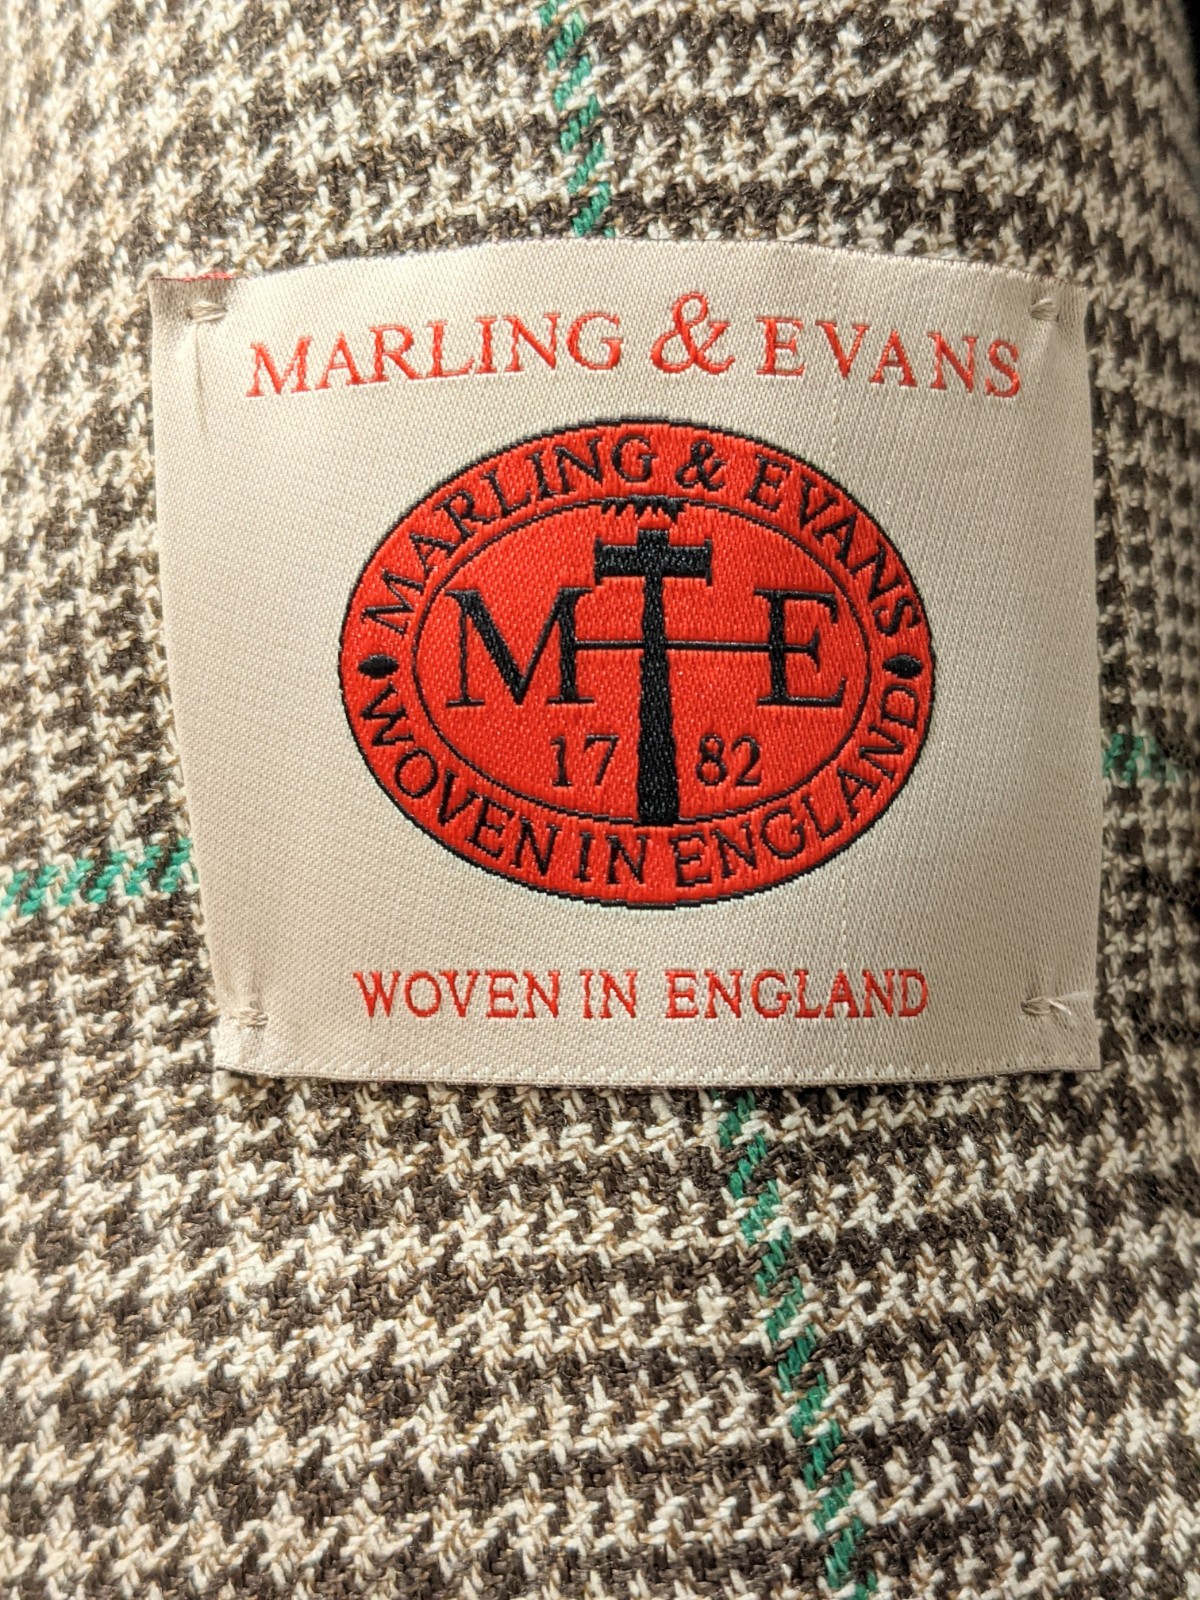 MARLING & EVANS
MARLING & EVANS
M E
17 82
WOVEN IN ENGLAND
WOVEN IN ENGLAND